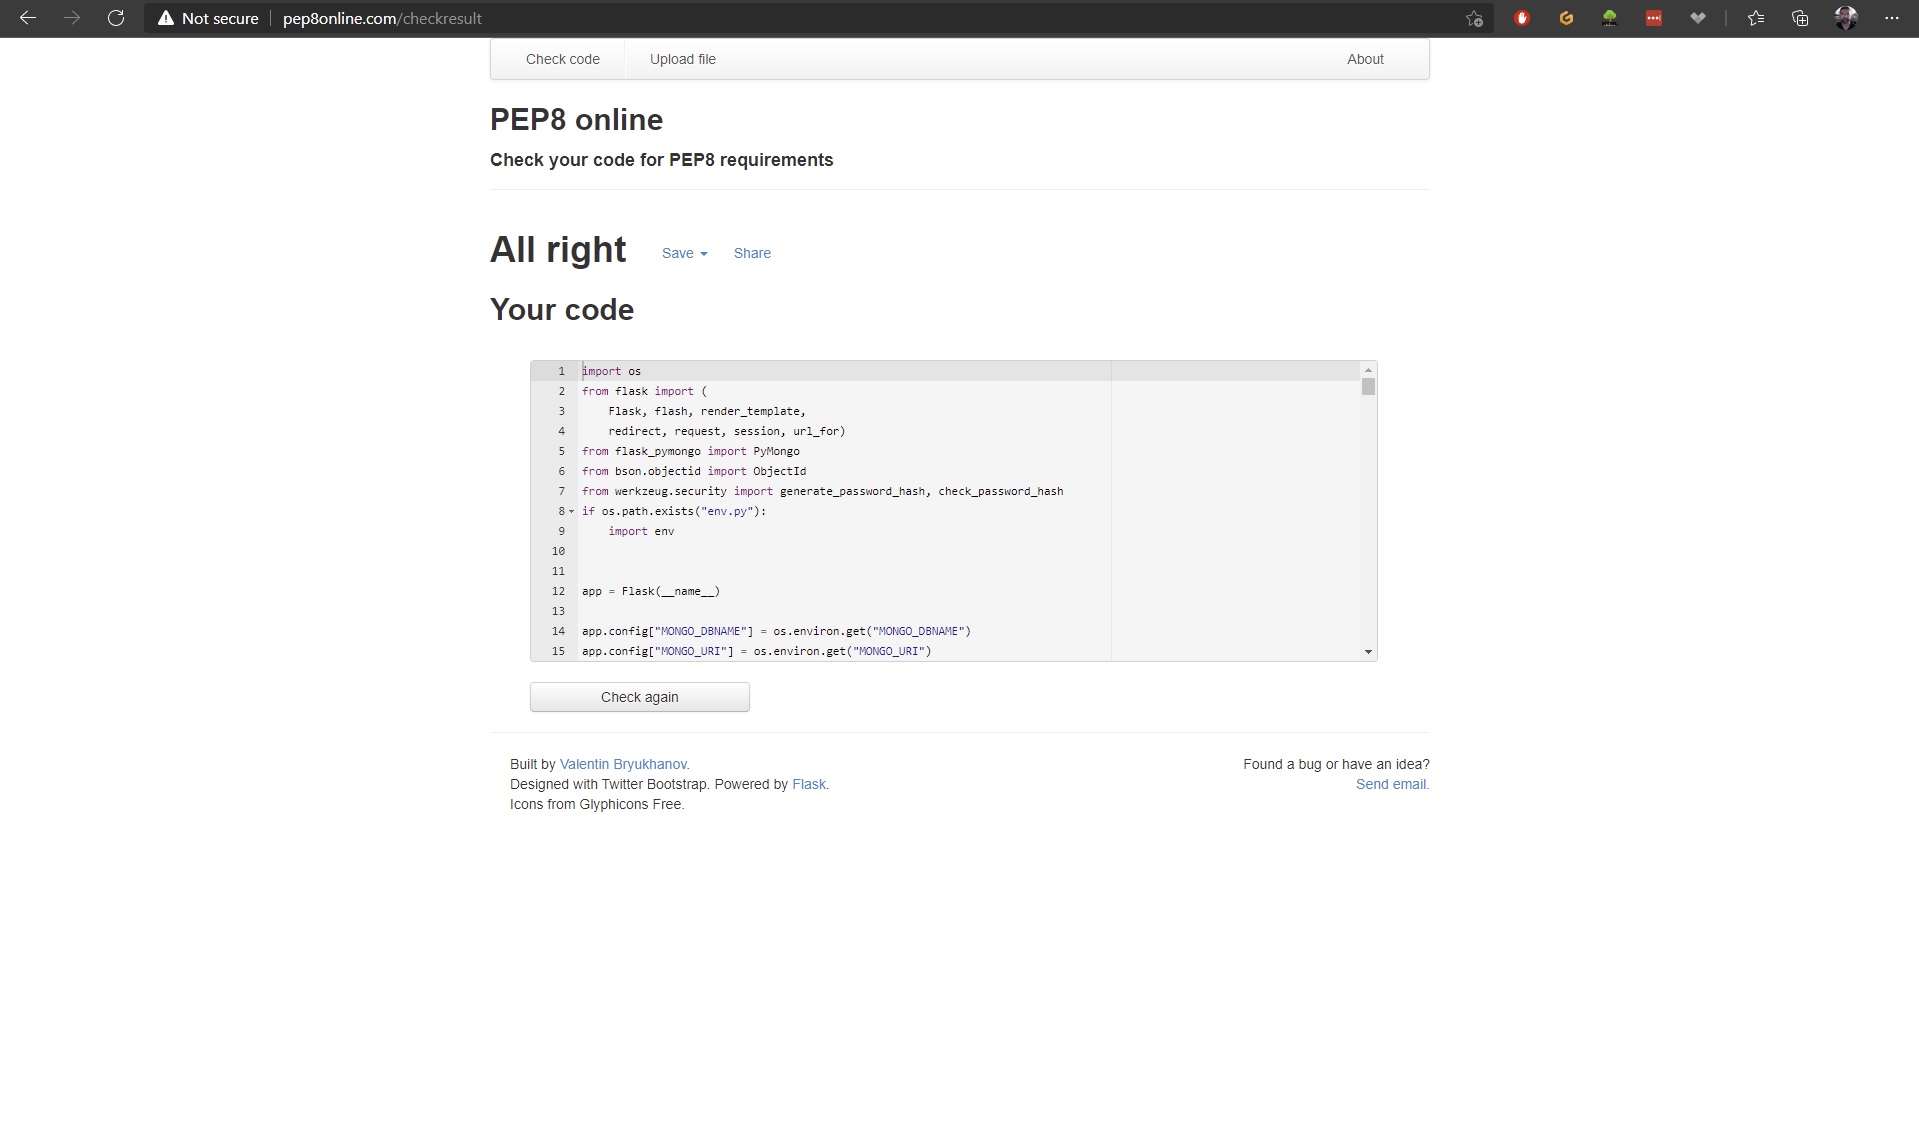 Not secure pep8online.com/checkresult
Check code Upload file About
PEP8 online
Check your code for PEP8 requirements
All right Save Share
Your code
1 import os
2 from flask import (
3     Flask, flash, render_template,
4     redirect, request, session, url_for)
5 from flask_pymongo import PyMongo
6 from bson.objectid import ObjectId
7 from werkzeug.security import generate_password_hash, check_password_hash
8 if os.path.exists("env.py"):
9     import env
10
11
12 app = Flask(__name__)
13
14 app.config["MONGO_DBNAME"] = os.environ.get("MONGO_DBNAME")
15 app.config["MONGO_URI"] = os.environ.get("MONGO_URI")
Check again
Built by Valentin Bryukhanov.
Designed with Twitter Bootstrap. Powered by Flask.
Icons from Glyphicons Free.
Found a bug or have an idea?
Send email.